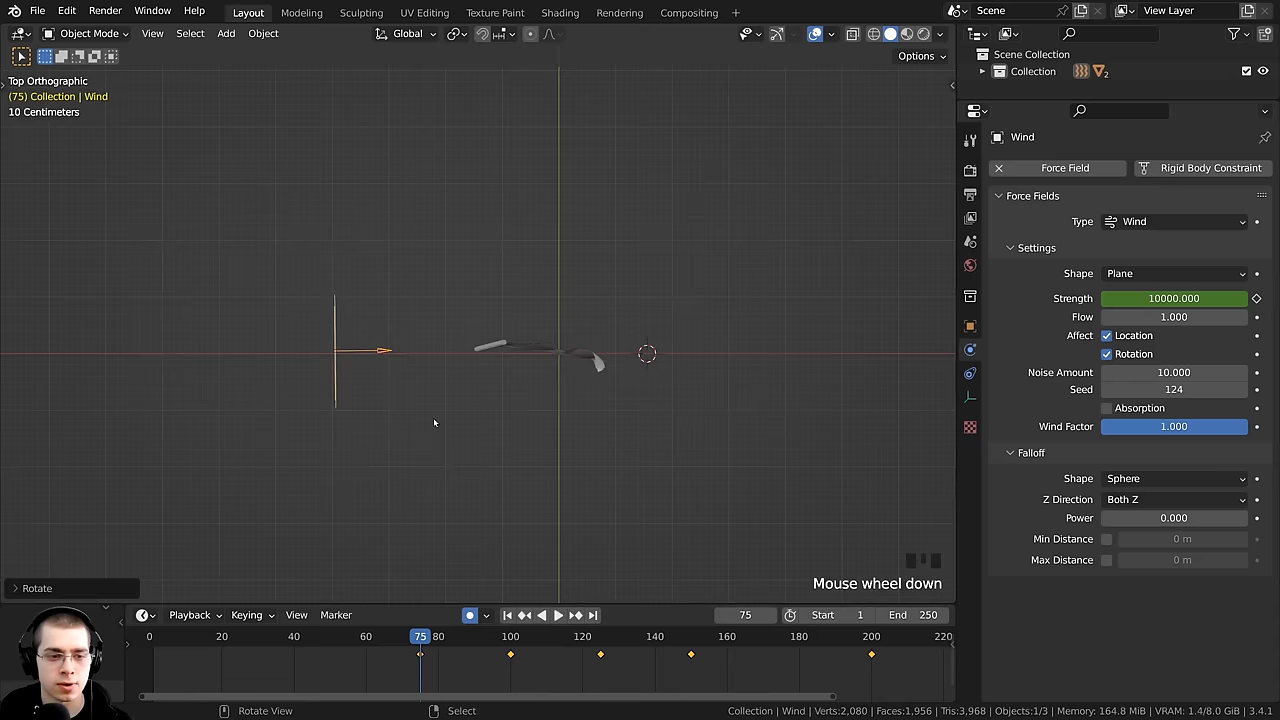 File Edit Render Window Help Layout Modeling Sculpting UV Editing Texture Paint Shading Rendering Compositing + Scene View Layer
Object Mode View Select Add Object Global
Options
Top Orthographic
(75) Collection | Wind
10 Centimeters
Scene Collection
Collection 2
Wind
Force Field Rigid Body Constraint
Force Fields
Type Wind
Settings
Shape Plane
Strength 10000.000
Flow 1.000
Affect Location
Rotation
Noise Amount 10.000
Seed 124
Absorption
Wind Factor 1.000
Falloff
Shape Sphere
Z Direction Both Z
Power 0.000
Min Distance 0 m
Max Distance 0 m
Rotate
Mouse wheel down
Playback Keying View Marker 75 Start 1 End 250
0 20 40 60 75 80 100 120 140 160 180 200 220
Rotate View Select Collection | Wind | Verts:2,080 | Faces:1,956 | Tris:3,968 | Objects:1/3 | Memory: 164.8 MiB | VRAM: 1.4/8.0 GiB | 3.4.1